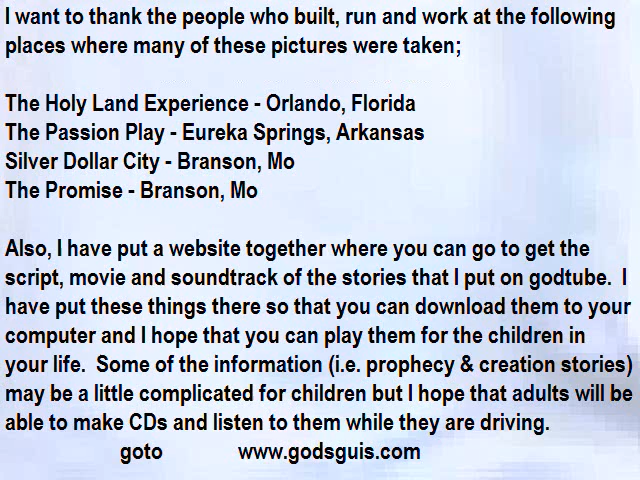 I want to thank the people who built, run and work at the following
places where many of these pictures were taken;
The Holy Land Experience - Orlando, Florida
The Passion Play - Eureka Springs, Arkansas
Silver Dollar City - Branson, Mo
The Promise - Branson, Mo
Also, I have put a website together where you can go to get the
script, movie and soundtrack of the stories that I put on godtube.  I
have put these things there so that you can download them to your
computer and I hope that you can play them for the children in
your life.  Some of the information (i.e. prophecy & creation stories)
may be a little complicated for children but I hope that adults will be
able to make CDs and listen to them while they are driving.
goto www.godsguis.com